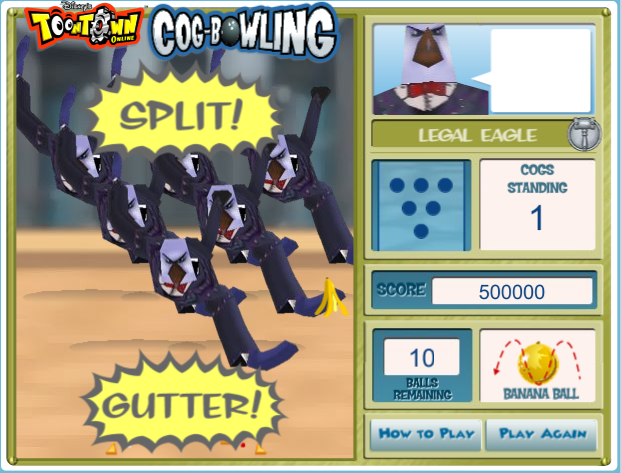 Disney's
TOONTOWN
ONLINE
COG-BOWLING
SPLIT!
LEGAL EAGLE
COGS
STANDING
1
SCORE 500000
10
BALLS
REMAINING
BANANA BALL
GUTTER!
HOW TO PLAY
PLAY AGAIN